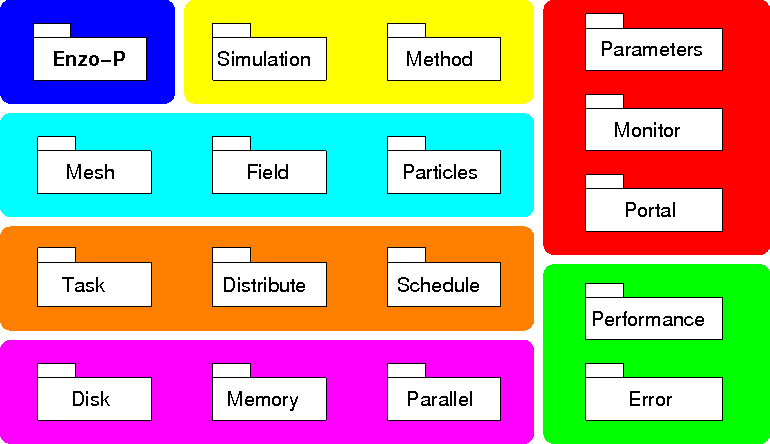 Enzo-P
Simulation
Method
Parameters
Monitor
Portal
Mesh
Field
Particles
Task
Distribute
Schedule
Performance
Error
Disk
Memory
Parallel